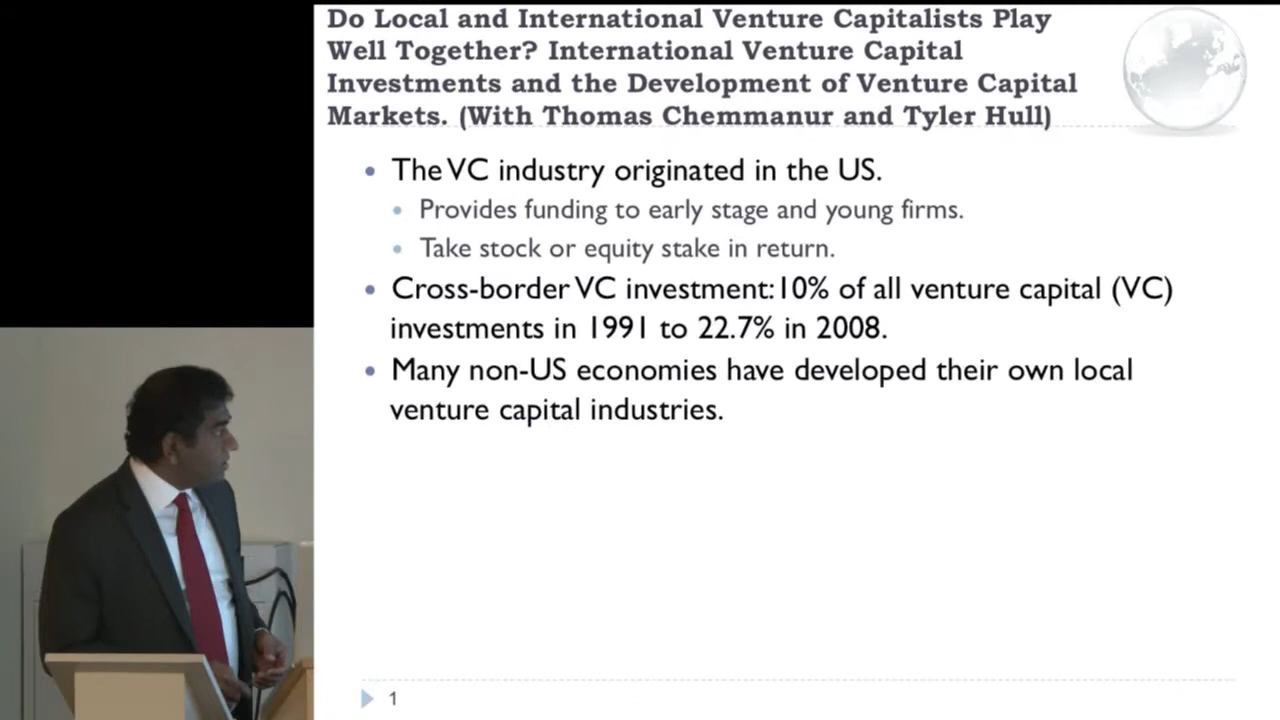 Do Local and International Venture Capitalists Play
Well Together? International Venture Capital
Investments and the Development of Venture Capital
Markets. (With Thomas Chemmanur and Tyler Hull)
• The VC industry originated in the US.
• Provides funding to early stage and young firms.
• Take stock or equity stake in return.
• Cross-border VC investment: 10% of all venture capital (VC)
investments in 1991 to 22.7% in 2008.
• Many non-US economies have developed their own local
venture capital industries.
1